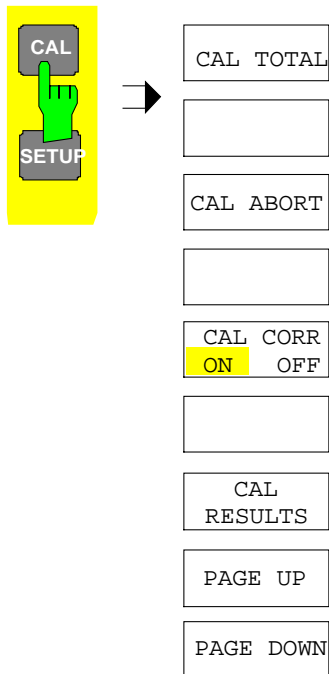 CAL
SETUP
CAL TOTAL
CAL ABORT
CAL CORR
ON OFF
CAL
RESULTS
PAGE UP
PAGE DOWN